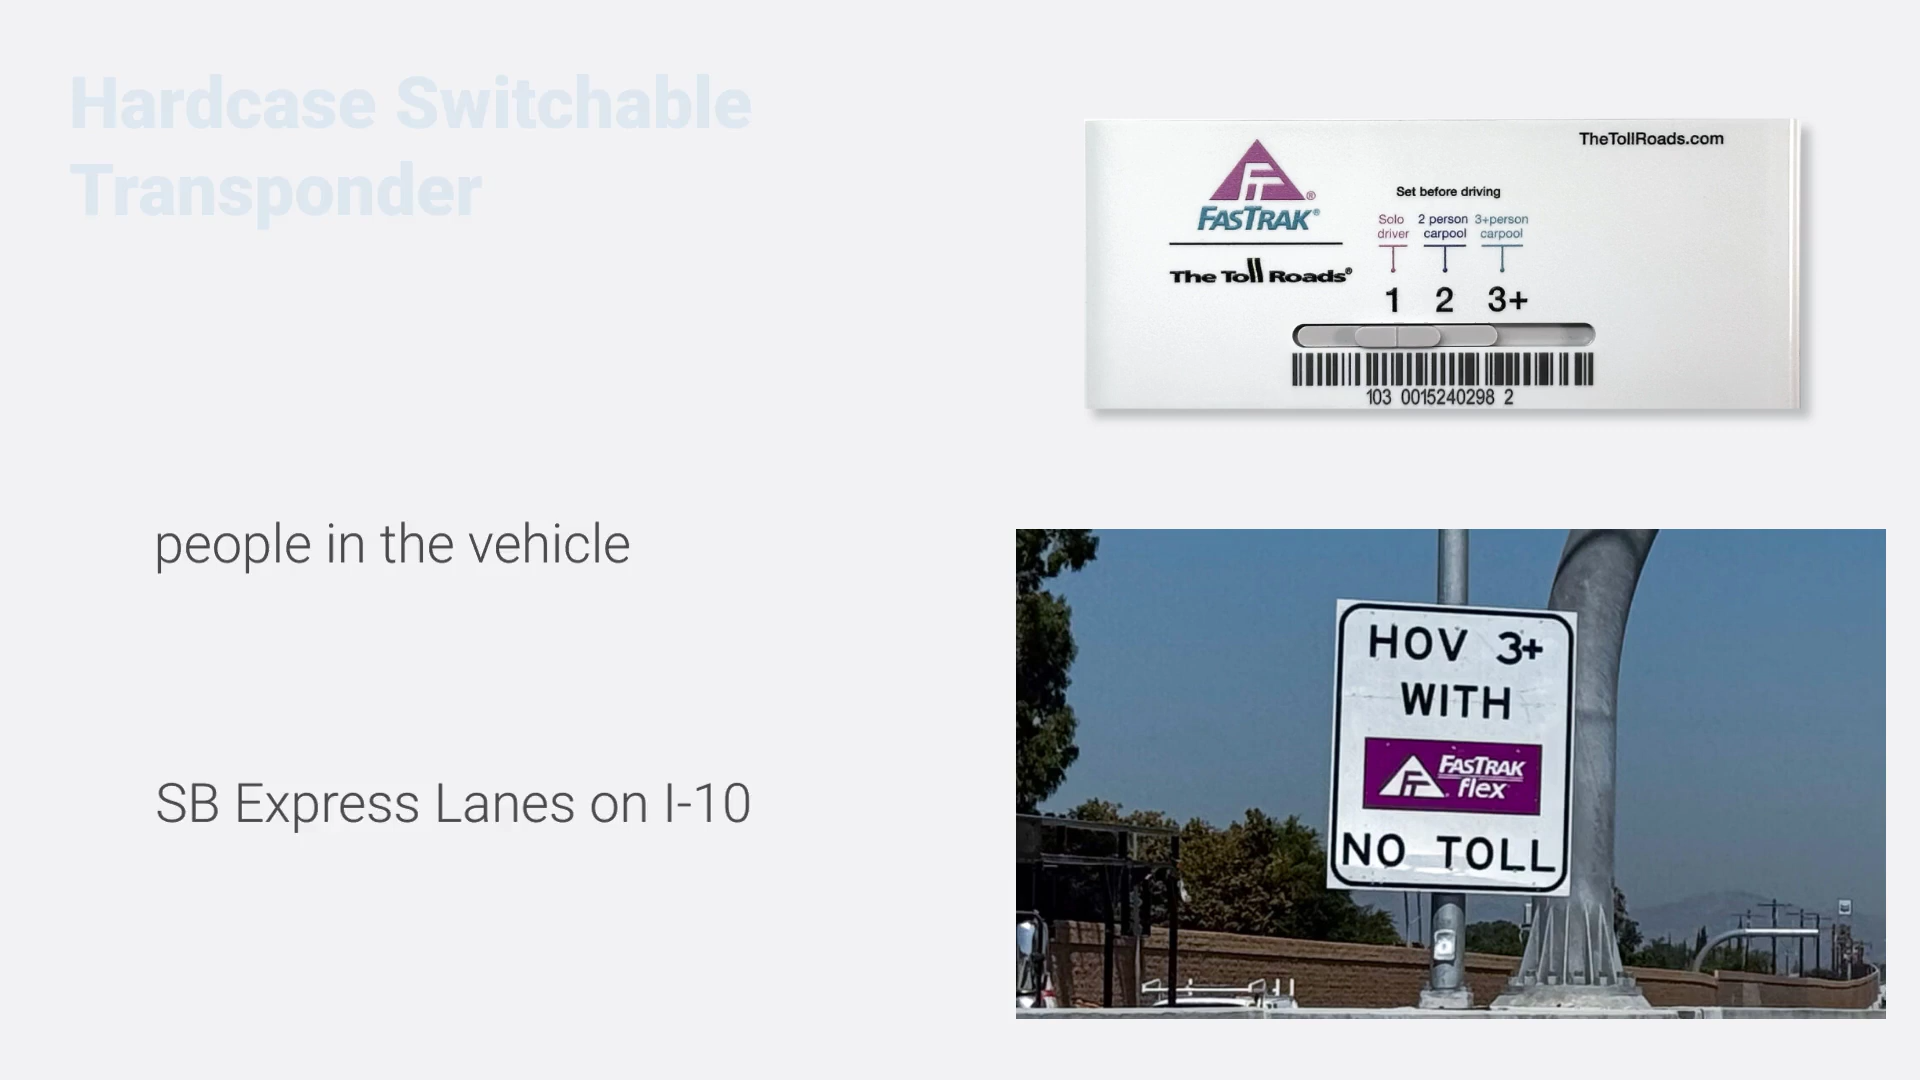 Hardcase Switchable
Transponder
people in the vehicle
SB Express Lanes on I-10
TheTollRoads.com
FT
FASTRAK®
The Toll Roads®
Set before driving
Solo driver
2 person carpool
3+person carpool
1 2 3+
103 0015240298 2
HOV 3+
WITH
FT FASTRAK
flex
NO TOLL